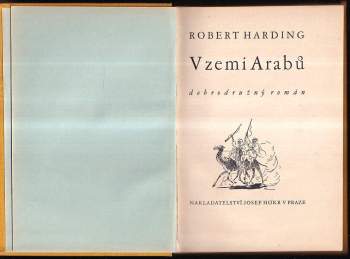 ROBERT HARDING
V zemi Arabů
dobrodružný román
NAKLADATELSTVÍ JOSEF HOKR V PRAZE